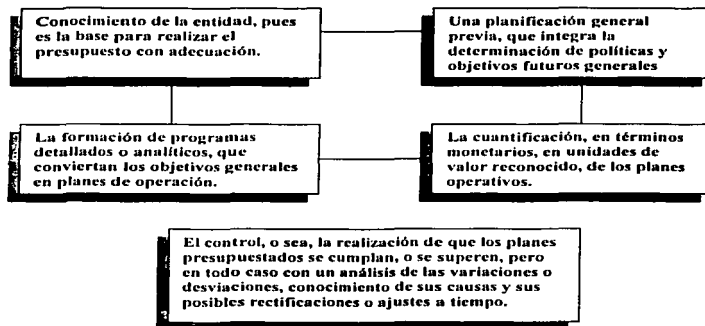 Conocimiento de la entidad, pues
es la base para realizar el
presupuesto con adecuación.
Una planificación general
previa, que integra la
determinación de políticas y
objetivos futuros generales
La formación de programas
detallados o analíticos, que
conviertan los objetivos generales
en planes de operación.
La cuantificación, en términos
monetarios, en unidades de
valor reconocido, de los planes
operativos.
El control, o sea, la realización de que los planes
presupuestados se cumplan, o se superen, pero
en todo caso con un análisis de las variaciones o
desviaciones, conocimiento de sus causas y sus
posibles rectificaciones o ajustes a tiempo.